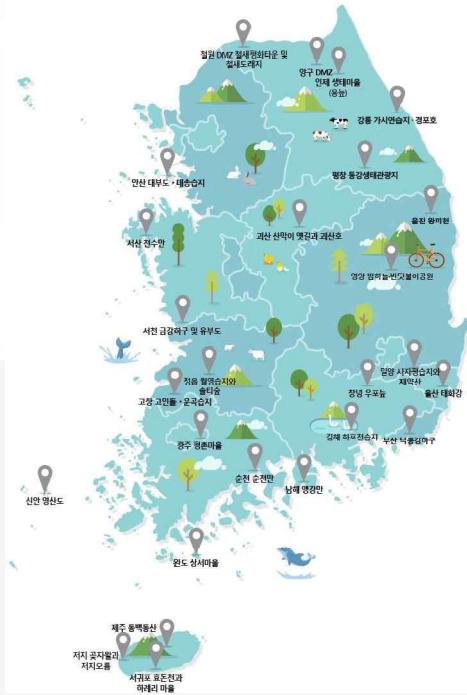 철원 DMZ 철새평화타운 및
철새도래지
양구 DMZ
인제 생태마을
(용늪)
강릉 가시연습지·경포호
안산 대부도·대송습지
평창 동강생태관광지
울진 왕피천
서산 천수만
괴산 산막이 옛길과 괴산호
영양 밤하늘·반딧불이공원
서천 금강하구 및 유부도
정읍 월영습지와
솔티숲
밀양 사자평습지와
재약산
고창 고인돌·운곡습지
창녕 우포늪
울산 태화강
광주 평촌마을
김해 화포천습지
부산 낙동강하구
순천 순천만
남해 앵강만
신안 영산도
완도 상서마을
제주 동백동산
저지 곶자왈과
저지오름
서귀포 효돈천과
하례리 마을